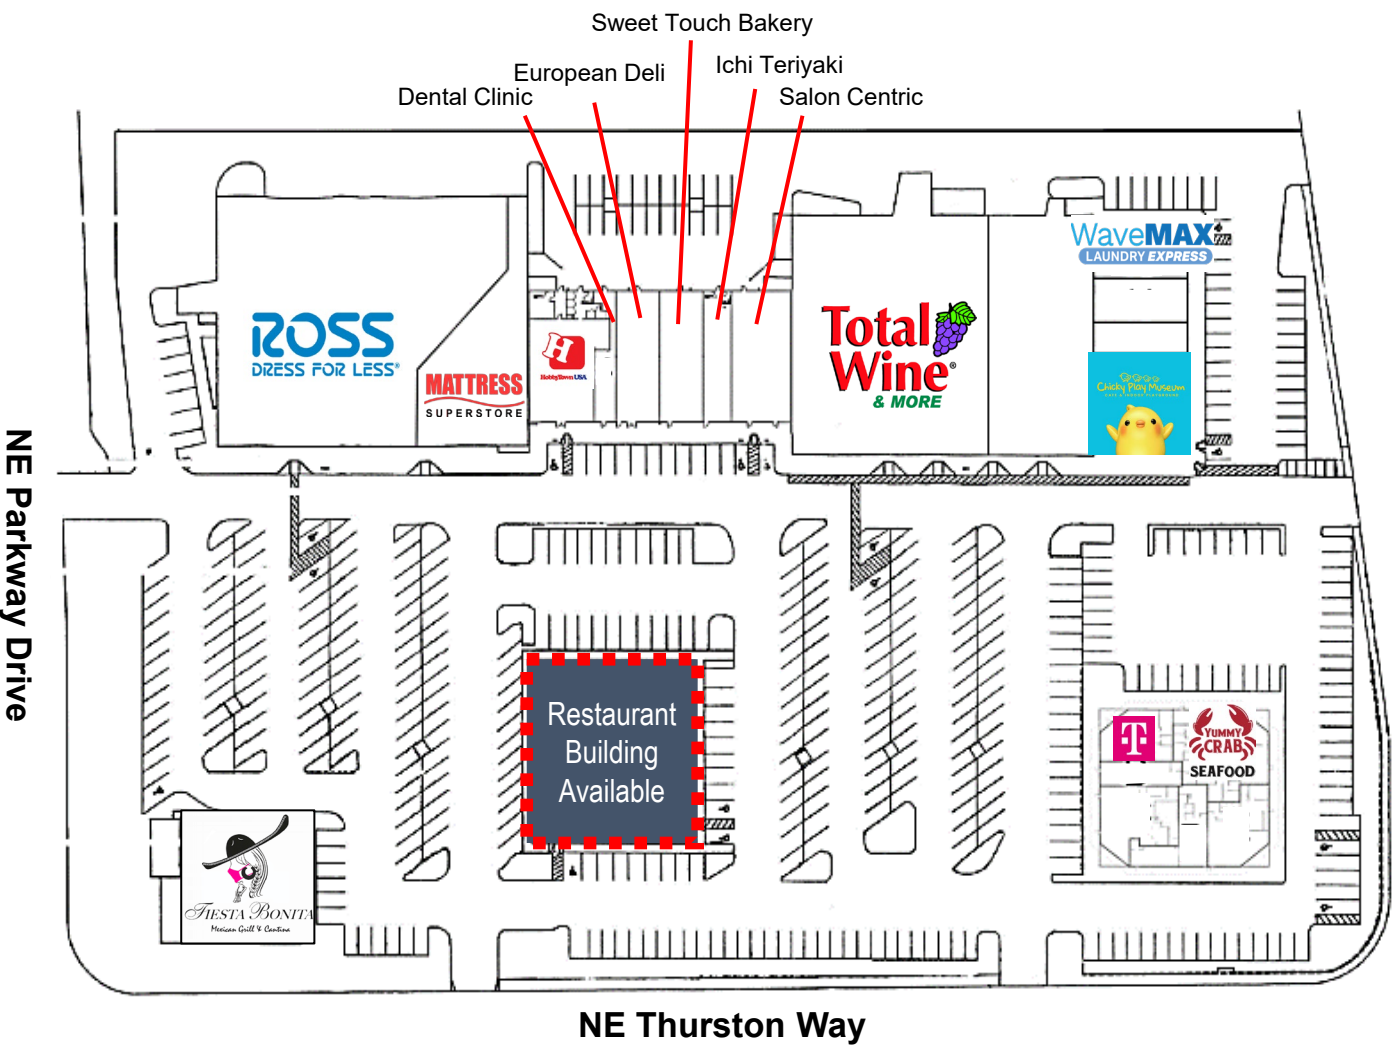 Sweet Touch Bakery
European Deli
Ichi Teriyaki
Dental Clinic
Salon Centric
WaveMAX
LAUNDRY EXPRESS
ROSS
DRESS FOR LESS®
MATTRESS
SUPERSTORE
H
HobbyTown USA
Total
Wine®
& MORE
Chicky Play Museum
NE Parkway Drive
Restaurant
Building
Available
T
YUMMY
CRAB
SEAFOOD
FIESTA BONITA
Mexican Grill & Cantina
NE Thurston Way